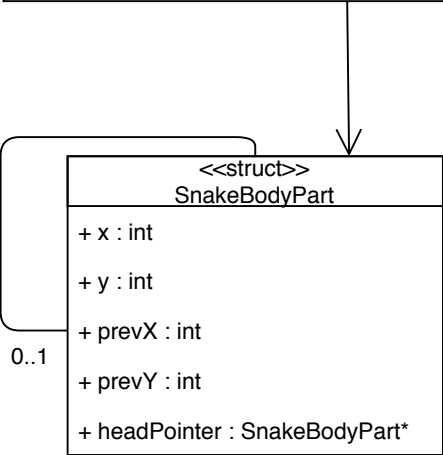 <<struct>>
SnakeBodyPart
+ x : int
+ y : int
+ prevX : int
0..1
+ prevY : int
+ headPointer : SnakeBodyPart*